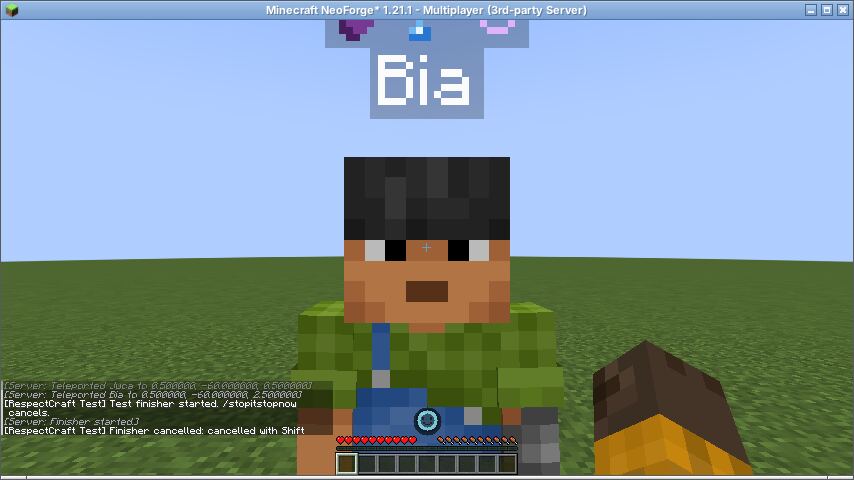 Minecraft NeoForge* 1.21.1 - Multiplayer (3rd-party Server)
Bia
[Server: Teleported Juca to 0.500000, -60.000000, 0.500000]
[Server: Teleported Bia to 0.500000, -60.000000, 2.500000]
[RespectCraft Test] Test finisher started. /stopitstopnow
cancels.
[Server: Finisher started.]
[RespectCraft Test] Finisher cancelled: cancelled with Shift